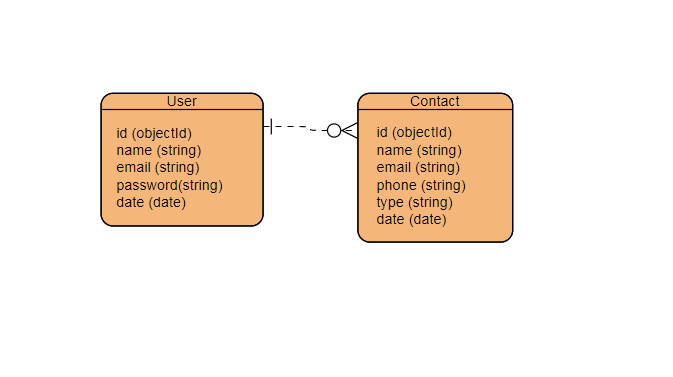 User
id (objectId)
name (string)
email (string)
password(string)
date (date)
Contact
id (objectId)
name (string)
email (string)
phone (string)
type (string)
date (date)